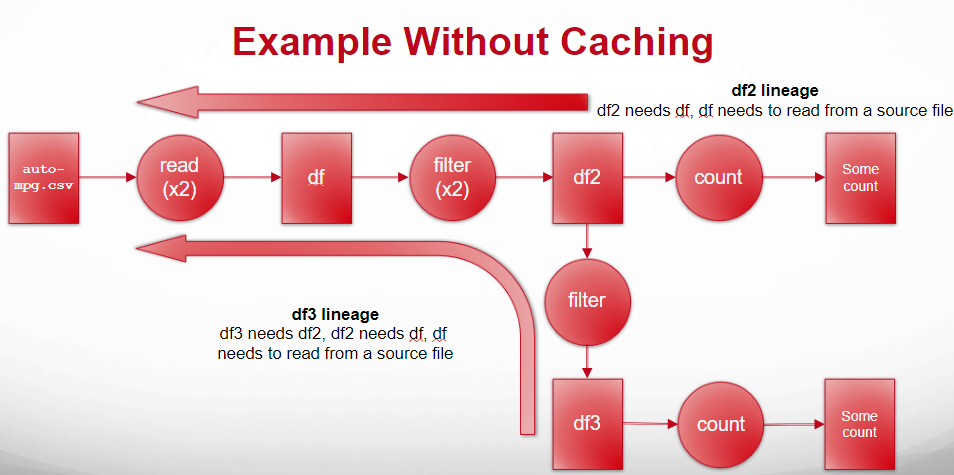 Example Without Caching
df2 lineage
df2 needs df, df needs to read from a source file
auto-
mpg.csv
read
(x2)
df
filter
(x2)
df2
count
Some
count
filter
df3 lineage
df3 needs df2, df2 needs df, df
needs to read from a source file
df3
count
Some
count